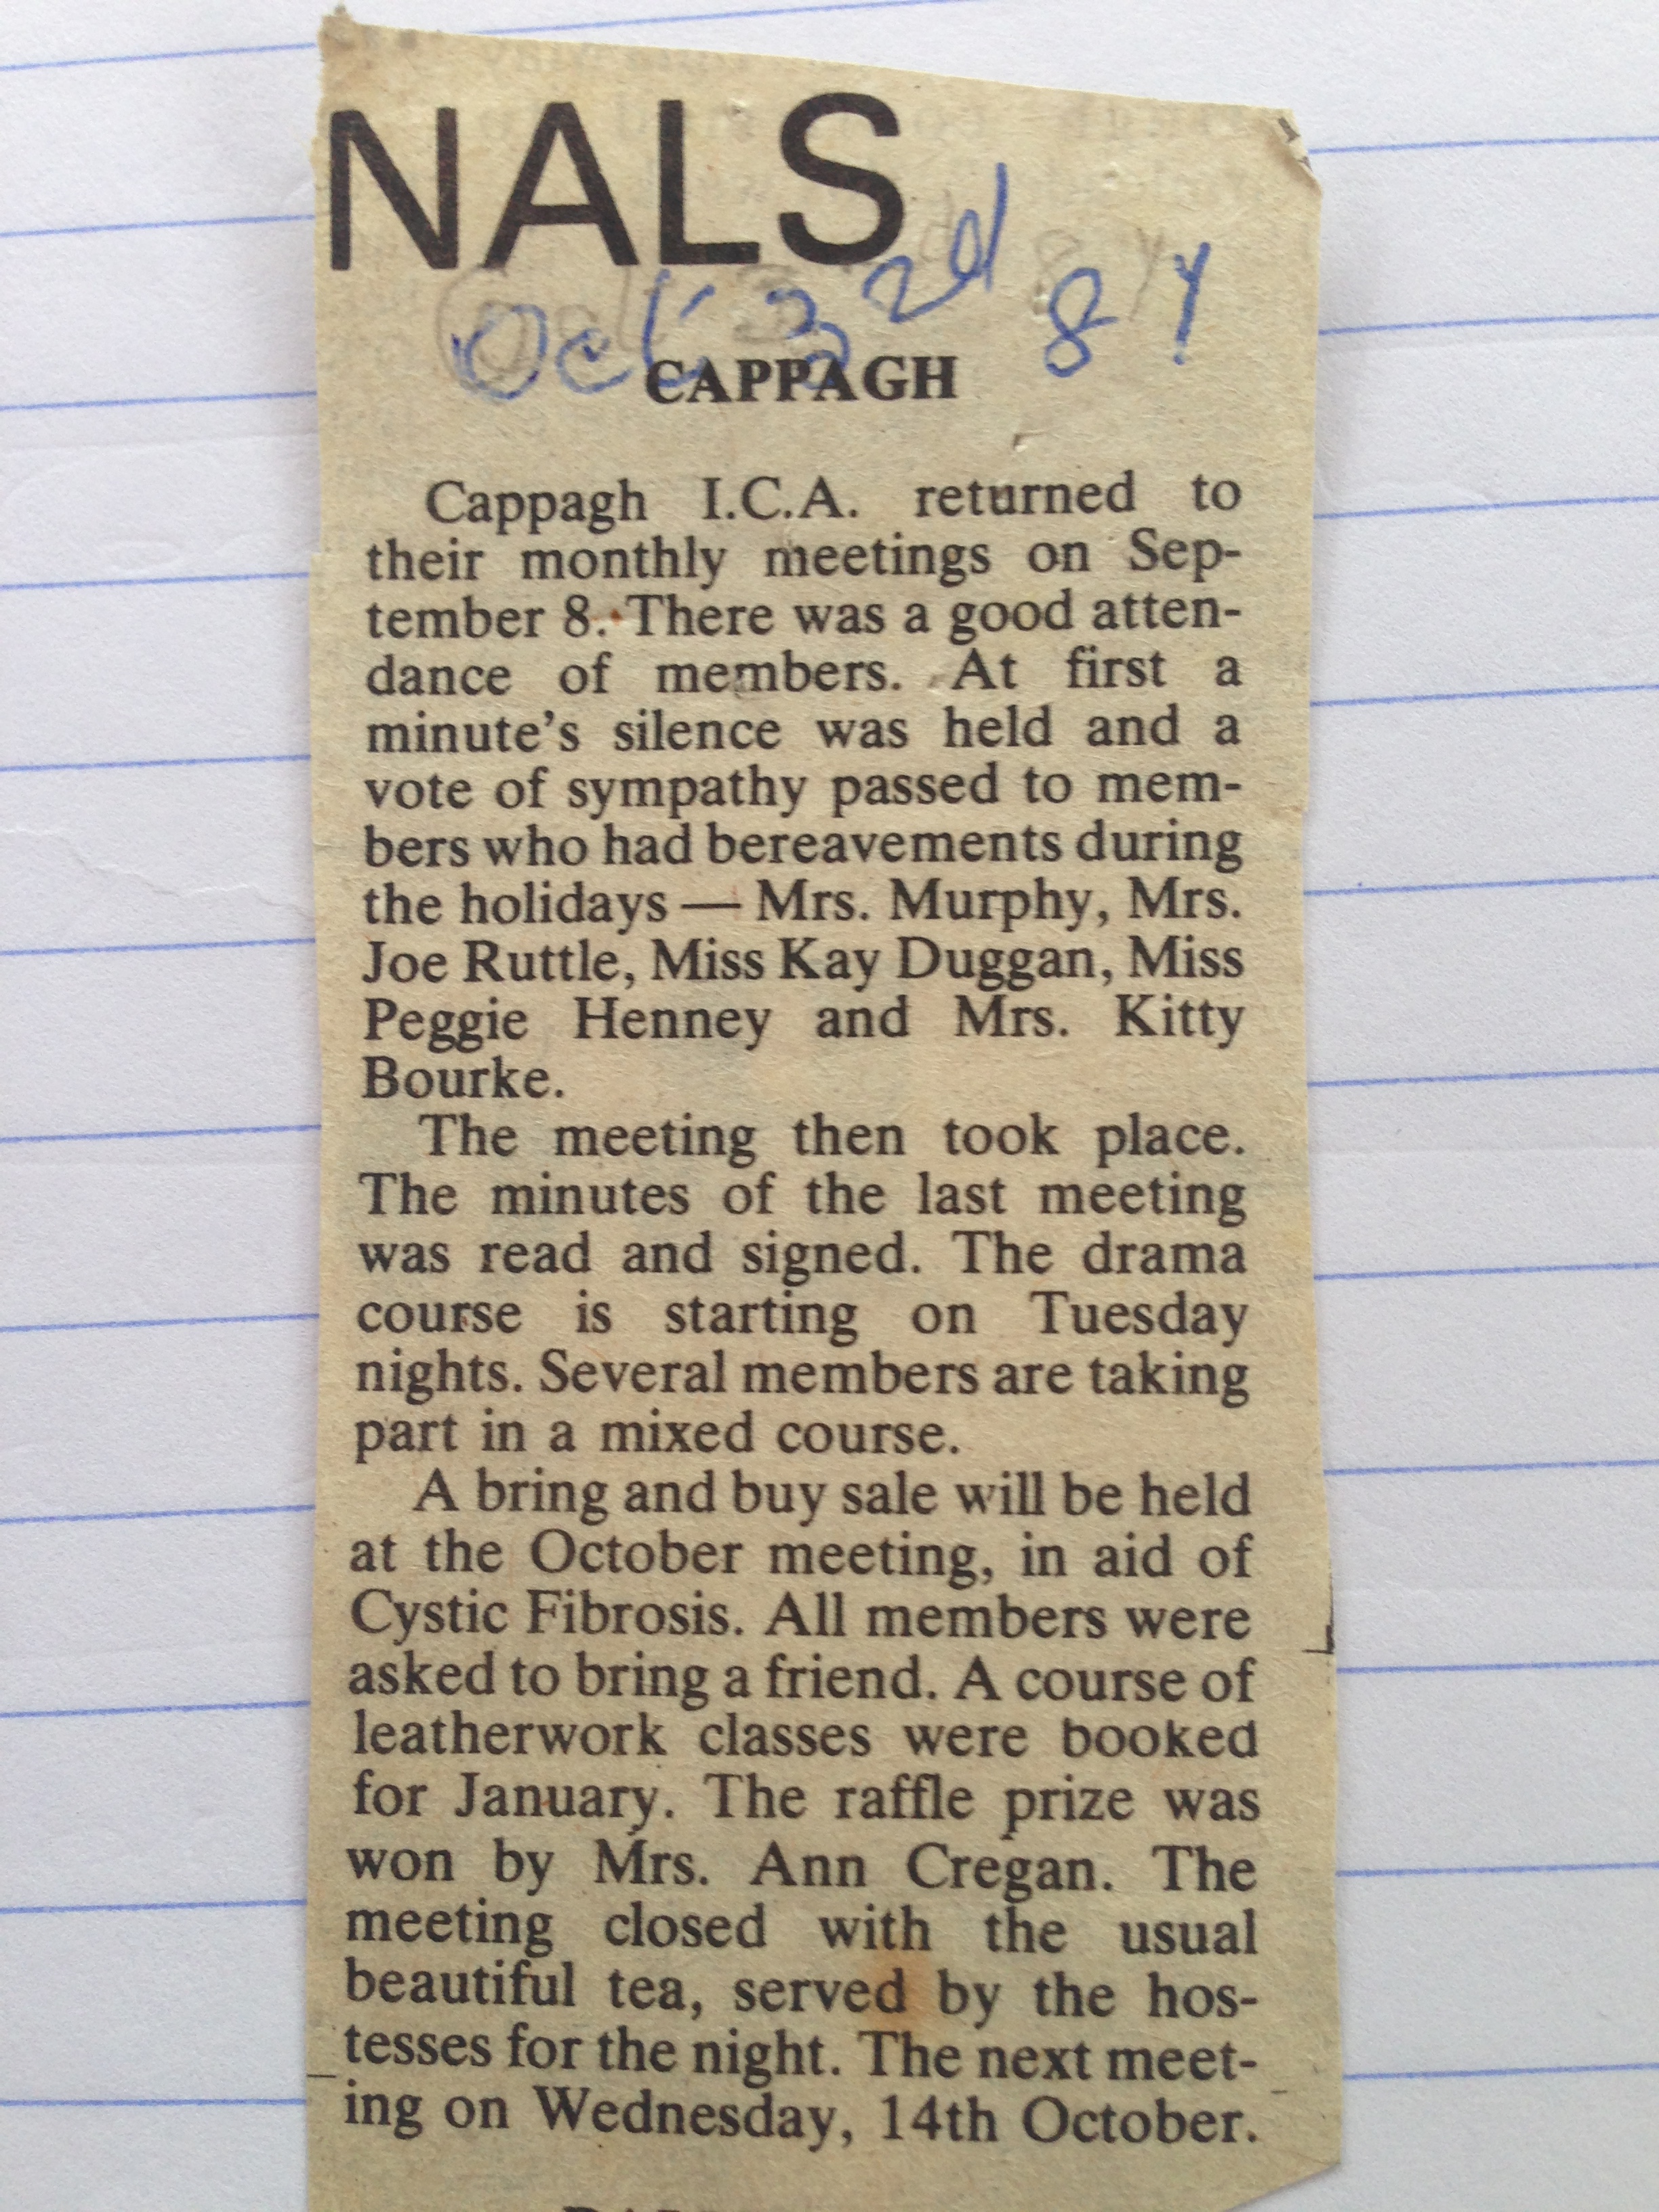 NALS
Oct 2nd 87
CAPPAGH
Cappagh I.C.A. returned to
their monthly meetings on Sep-
tember 8. There was a good atten-
dance of members. At first a
minute's silence was held and a
vote of sympathy passed to mem-
bers who had bereavements during
the holidays — Mrs. Murphy, Mrs.
Joe Ruttle, Miss Kay Duggan, Miss
Peggie Henney and Mrs. Kitty
Bourke.
The meeting then took place.
The minutes of the last meeting
was read and signed. The drama
course is starting on Tuesday
nights. Several members are taking
part in a mixed course.
A bring and buy sale will be held
at the October meeting, in aid of
Cystic Fibrosis. All members were
asked to bring a friend. A course of
leatherwork classes were booked
for January. The raffle prize was
won by Mrs. Ann Cregan. The
meeting closed with the usual
beautiful tea, served by the hos-
tesses for the night. The next meet-
ing on Wednesday, 14th October.